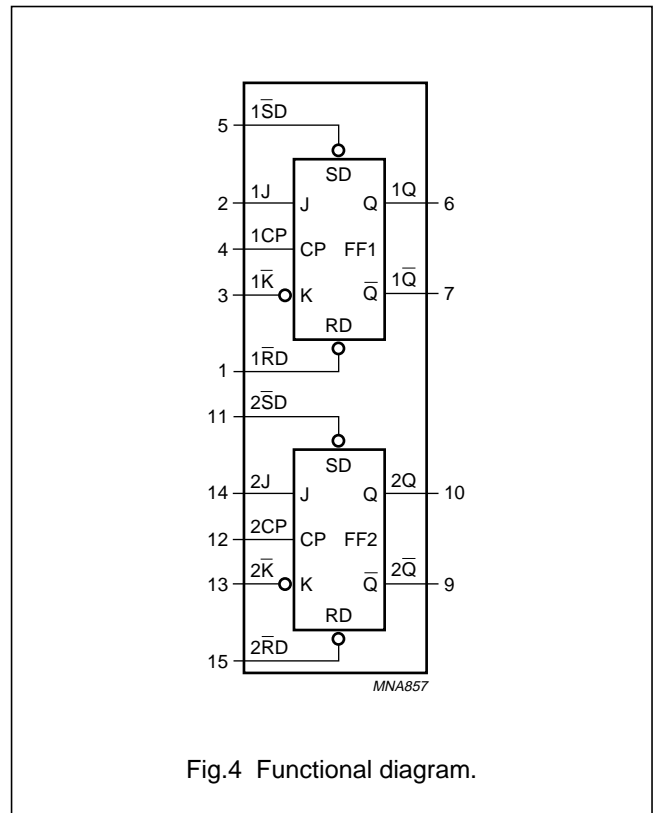 5 1S̅D
SD
2 1J J Q 1Q 6
4 1CP CP FF1
3 1K̅ K Q̅ 1Q̅ 7
RD
1 1R̅D
11 2S̅D
SD
14 2J J Q 2Q 10
12 2CP CP FF2
13 2K̅ K Q̅ 2Q̅ 9
RD
15 2R̅D
MNA857
Fig.4 Functional diagram.